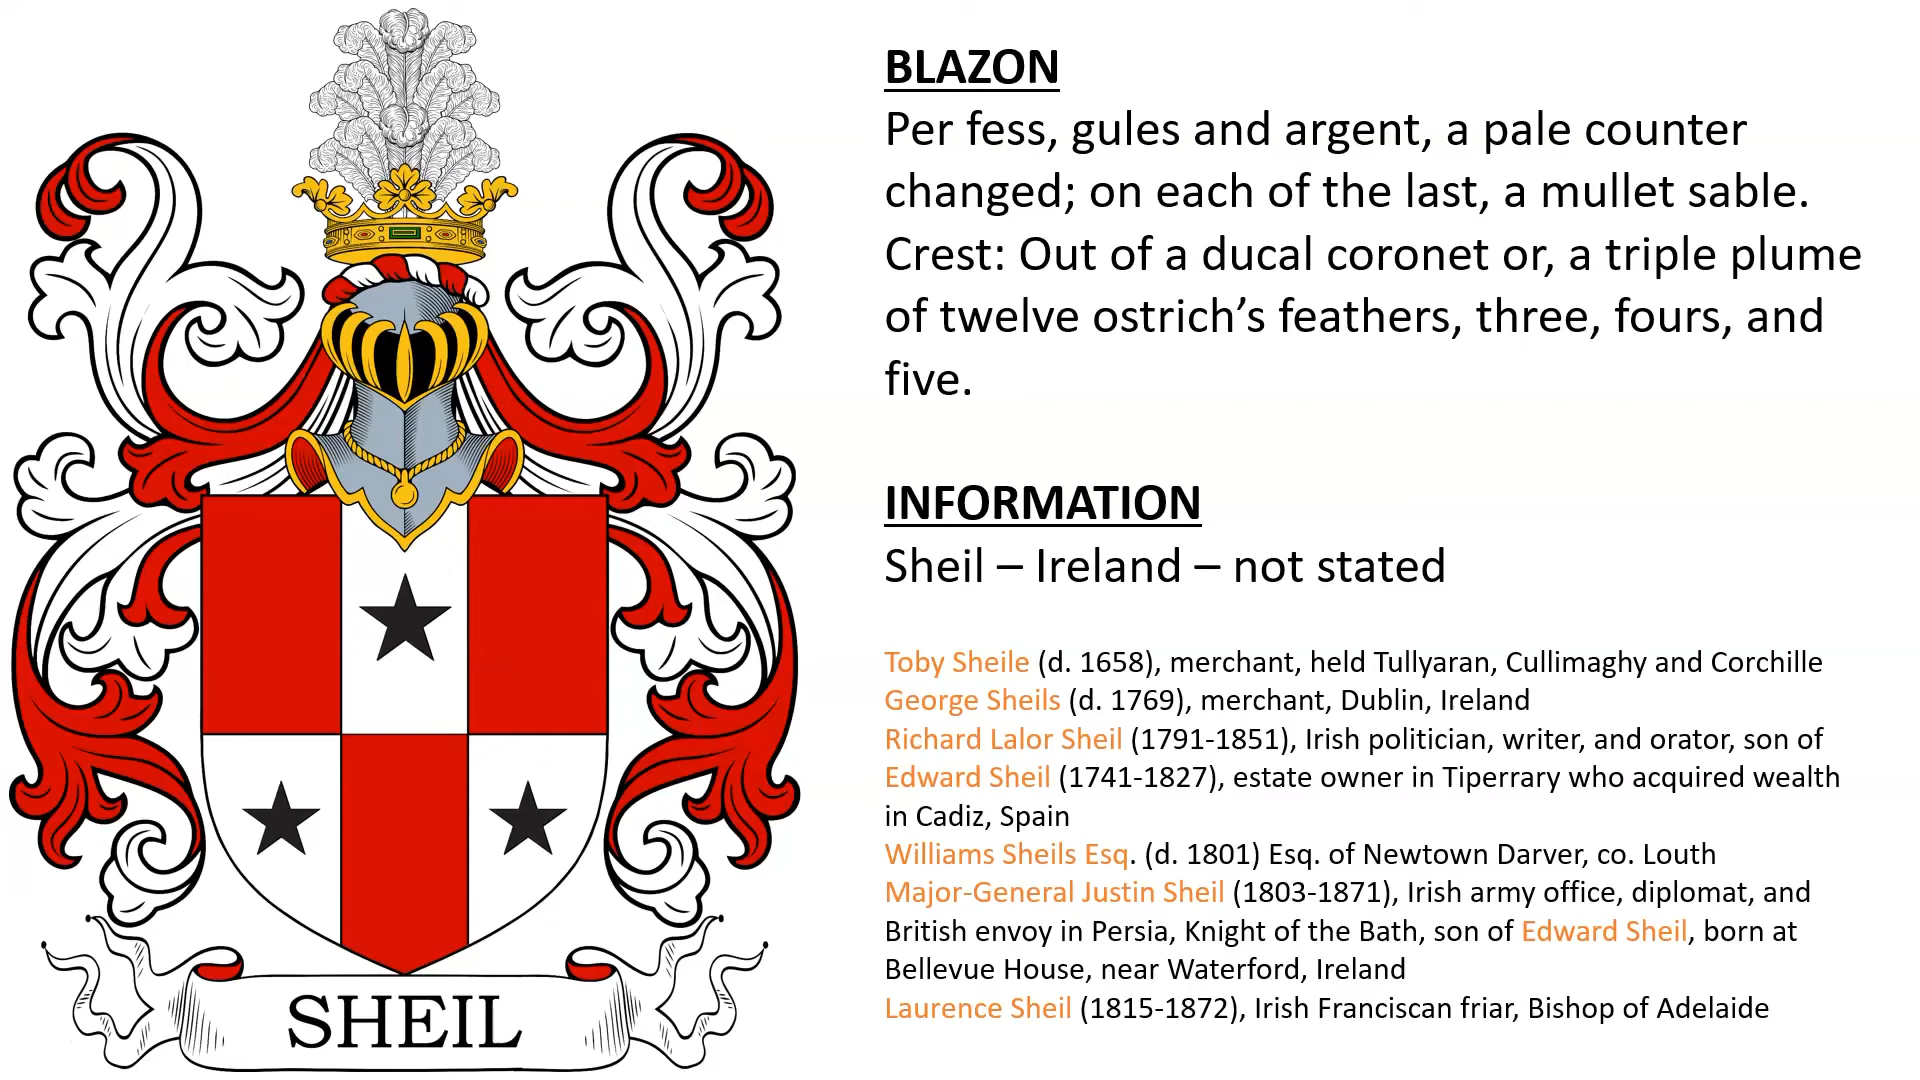 BLAZON
Per fess, gules and argent, a pale counter
changed; on each of the last, a mullet sable.
Crest: Out of a ducal coronet or, a triple plume
of twelve ostrich’s feathers, three, fours, and
five.
INFORMATION
Sheil – Ireland – not stated
Toby Sheile (d. 1658), merchant, held Tullyaran, Cullimaghy and Corchille
George Sheils (d. 1769), merchant, Dublin, Ireland
Richard Lalor Sheil (1791-1851), Irish politician, writer, and orator, son of
Edward Sheil (1741-1827), estate owner in Tiperrary who acquired wealth
in Cadiz, Spain
Williams Sheils Esq. (d. 1801) Esq. of Newtown Darver, co. Louth
Major-General Justin Sheil (1803-1871), Irish army office, diplomat, and
British envoy in Persia, Knight of the Bath, son of Edward Sheil, born at
Bellevue House, near Waterford, Ireland
Laurence Sheil (1815-1872), Irish Franciscan friar, Bishop of Adelaide
SHEIL